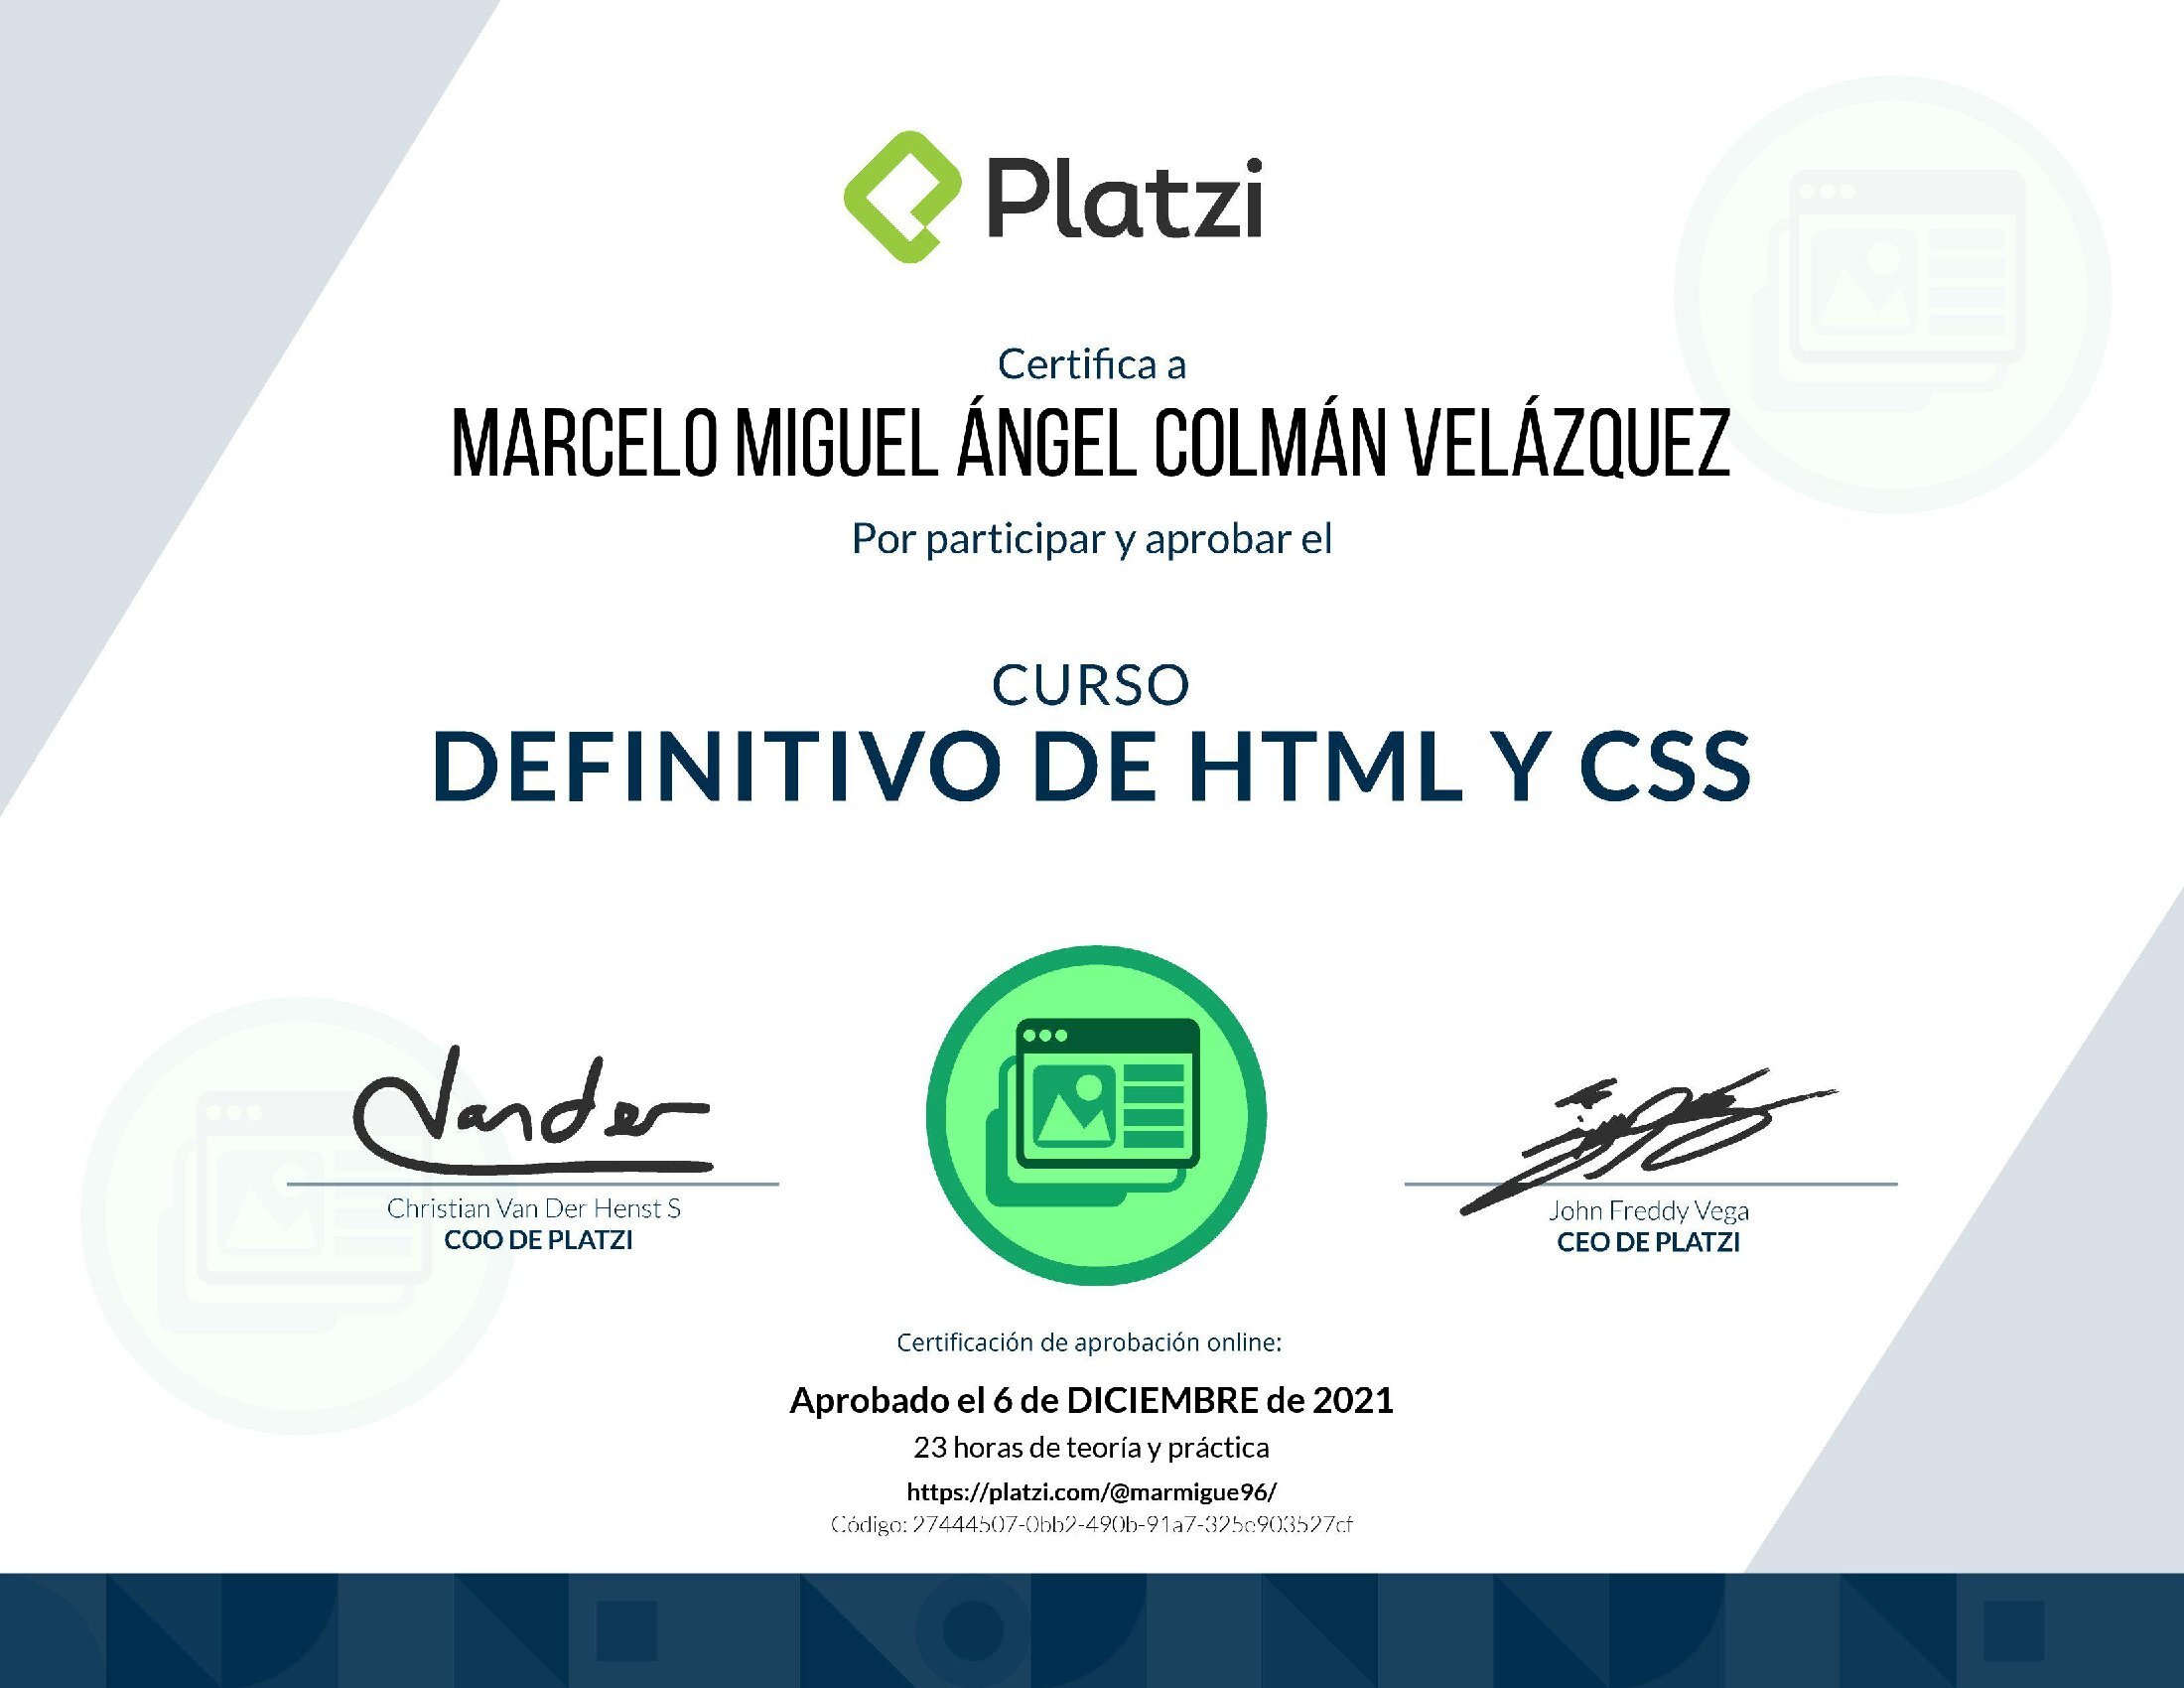 Platzi
Certifica a
MARCELO MIGUEL ÁNGEL COLMÁN VELÁZQUEZ
Por participar y aprobar el
CURSO
DEFINITIVO DE HTML Y CSS
Vander
Christian Van Der Henst S
COO DE PLATZI
John Freddy Vega
CEO DE PLATZI
Certificación de aprobación online:
Aprobado el 6 de DICIEMBRE de 2021
23 horas de teoría y práctica
https://platzi.com/@marmigue96/
Código: 27444507-0bb2-490b-91a7-325e903527cf